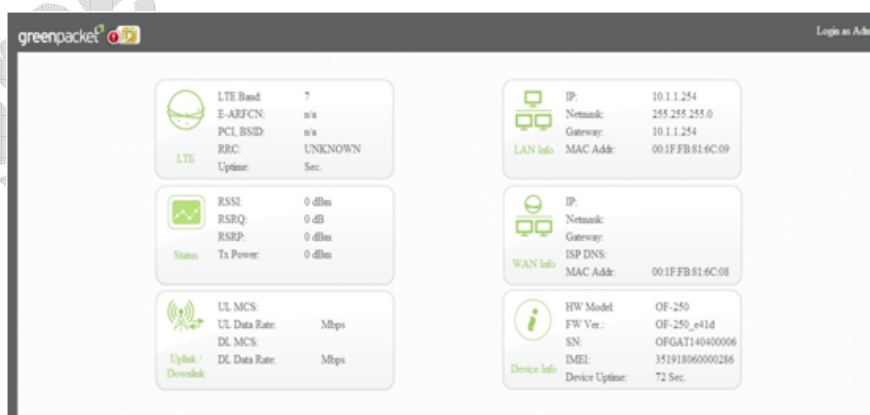 greenpacket
Login as Adm
LTE
LTE Band: 7
E-ARFCN: n/a
PCI, BSID: n/a
RRC: UNKNOWN
Uptime: Sec.
LAN Info
IP: 10.1.1.254
Netmask: 255.255.255.0
Gateway: 10.1.1.254
MAC Addr: 00:1F:FB:81:6C:09
Status
RSSI: 0 dBm
RSRQ: 0 dB
RSRP: 0 dBm
Tx Power: 0 dBm
WAN Info
IP:
Netmask:
Gateway:
ISP DNS:
MAC Addr: 00:1F:FB:81:6C:08
Uplink /
Downlink
UL MCS:
UL Data Rate: Mbps
DL MCS:
DL Data Rate: Mbps
Device Info
HW Model: OF-250
FW Ver.: OF-250_e41d
SN: OFGAT140400006
IMEI: 351918060000286
Device Uptime: 72 Sec.